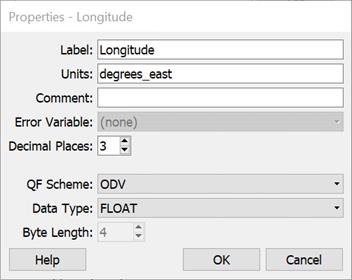 Properties - Longitude
Label: Longitude
Units: degrees_east
Comment:
Error Variable: (none)
Decimal Places: 3
QF Scheme: ODV
Data Type: FLOAT
Byte Length: 4
Help OK Cancel